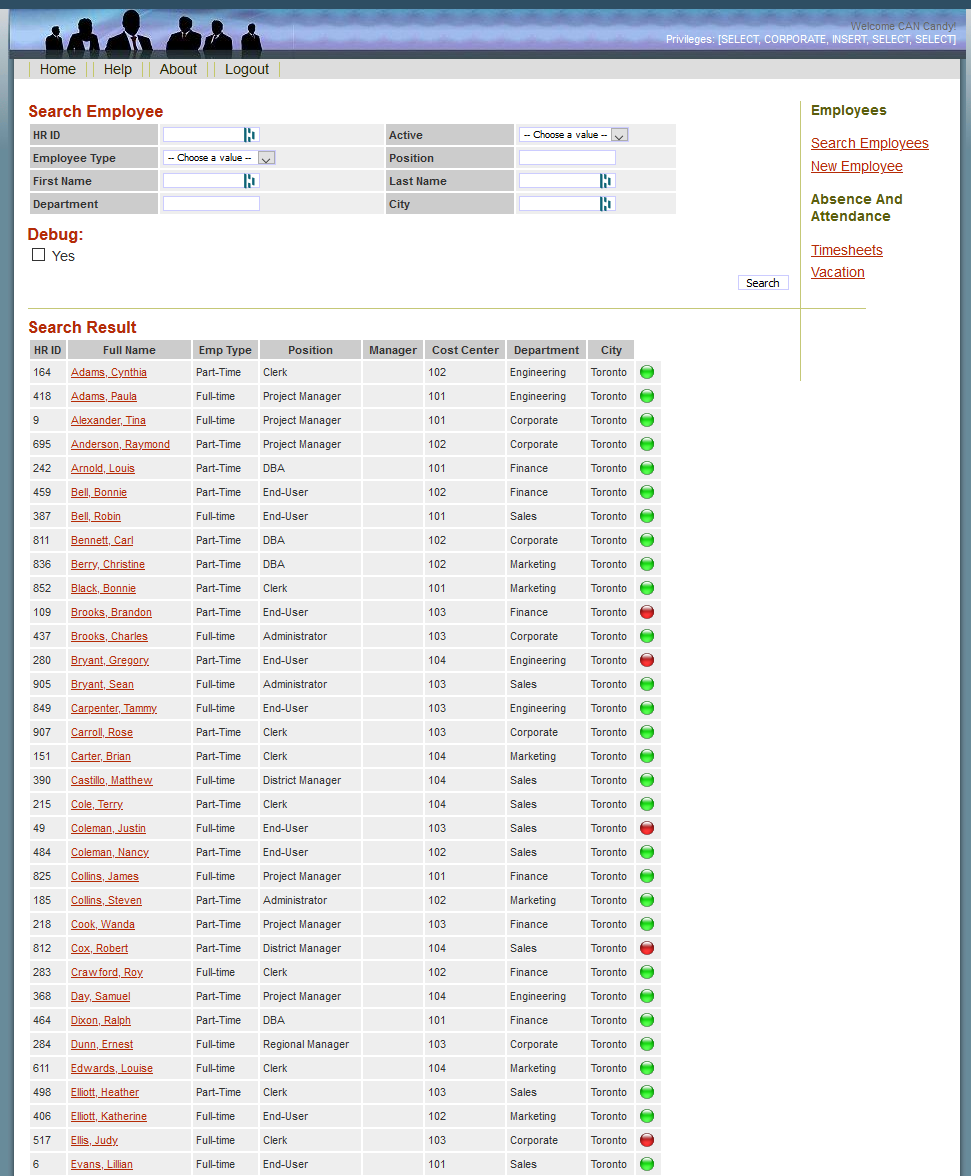 Welcome CAN Candy!
Privileges: [SELECT, CORPORATE, INSERT, SELECT, SELECT]
Home Help About Logout
Search Employee
HR ID Active -- Choose a value --
Employee Type -- Choose a value -- Position
First Name Last Name
Department City
Debug:
Yes
Search
Employees
Search Employees
New Employee
Absence And
Attendance
Timesheets
Vacation
Search Result
HR ID Full Name Emp Type Position Manager Cost Center Department City
164 Adams, Cynthia Part-Time Clerk 102 Engineering Toronto
418 Adams, Paula Full-time Project Manager 101 Engineering Toronto
9 Alexander, Tina Full-time Project Manager 101 Corporate Toronto
695 Anderson, Raymond Part-Time Project Manager 102 Corporate Toronto
242 Arnold, Louis Part-Time DBA 101 Finance Toronto
459 Bell, Bonnie Part-Time End-User 102 Finance Toronto
387 Bell, Robin Full-time End-User 101 Sales Toronto
811 Bennett, Carl Part-Time DBA 102 Corporate Toronto
836 Berry, Christine Part-Time DBA 102 Marketing Toronto
852 Black, Bonnie Part-Time Clerk 101 Marketing Toronto
109 Brooks, Brandon Part-Time End-User 103 Finance Toronto
437 Brooks, Charles Full-time Administrator 103 Corporate Toronto
280 Bryant, Gregory Part-Time End-User 104 Engineering Toronto
905 Bryant, Sean Full-time Administrator 103 Sales Toronto
849 Carpenter, Tammy Full-time End-User 103 Engineering Toronto
907 Carroll, Rose Part-Time Clerk 103 Corporate Toronto
151 Carter, Brian Part-Time Clerk 104 Marketing Toronto
390 Castillo, Matthew Full-time District Manager 104 Sales Toronto
215 Cole, Terry Part-Time Clerk 104 Sales Toronto
49 Coleman, Justin Full-time End-User 103 Sales Toronto
484 Coleman, Nancy Part-Time End-User 102 Sales Toronto
825 Collins, James Full-time Project Manager 101 Finance Toronto
185 Collins, Steven Part-Time Administrator 102 Marketing Toronto
218 Cook, Wanda Part-Time Project Manager 103 Finance Toronto
812 Cox, Robert Part-Time District Manager 104 Sales Toronto
283 Crawford, Roy Full-time Clerk 102 Finance Toronto
368 Day, Samuel Part-Time Project Manager 104 Engineering Toronto
464 Dixon, Ralph Part-Time DBA 101 Finance Toronto
284 Dunn, Ernest Full-time Regional Manager 103 Corporate Toronto
611 Edwards, Louise Full-time Clerk 104 Marketing Toronto
498 Elliott, Heather Part-Time Clerk 103 Sales Toronto
406 Elliott, Katherine Full-time End-User 102 Marketing Toronto
517 Ellis, Judy Full-time Clerk 103 Corporate Toronto
6 Evans, Lillian Full-time End-User 101 Sales Toronto